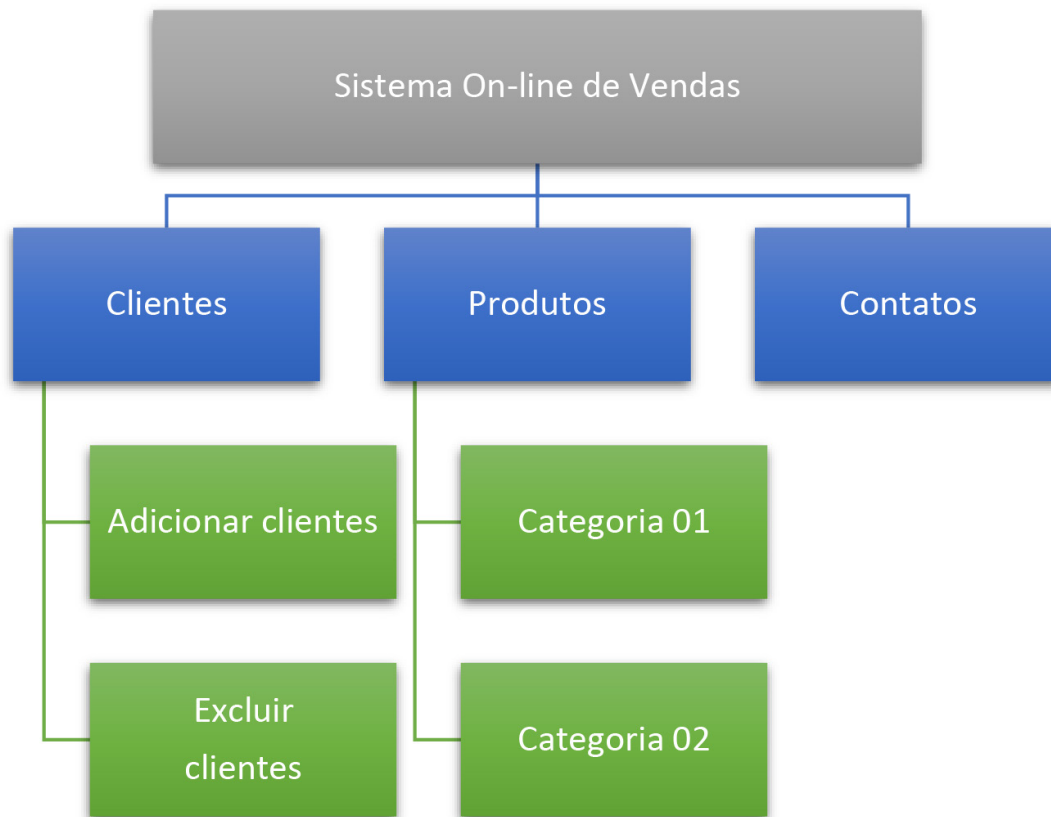 Sistema On-line de Vendas
Clientes
Produtos
Contatos
Adicionar clientes
Categoria 01
Excluir
clientes
Categoria 02